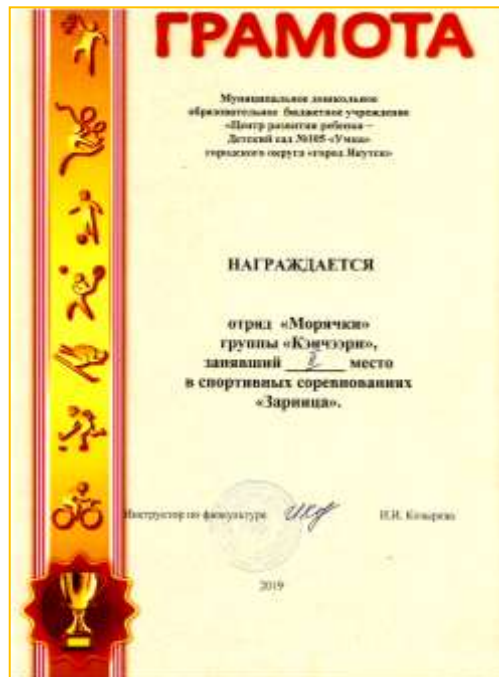 ГРАМОТА
Муниципальное дошкольное
образовательное бюджетное учреждение
«Центр развития ребенка –
Детский сад №105 «Умка»
городского округа «город Якутск»
НАГРАЖДАЕТСЯ
отряд «Морячки»
группы «Кэнчээри»,
занявший II место
в спортивных соревнованиях
«Зарница».
Инструктор по физкультуре И.И.
2019